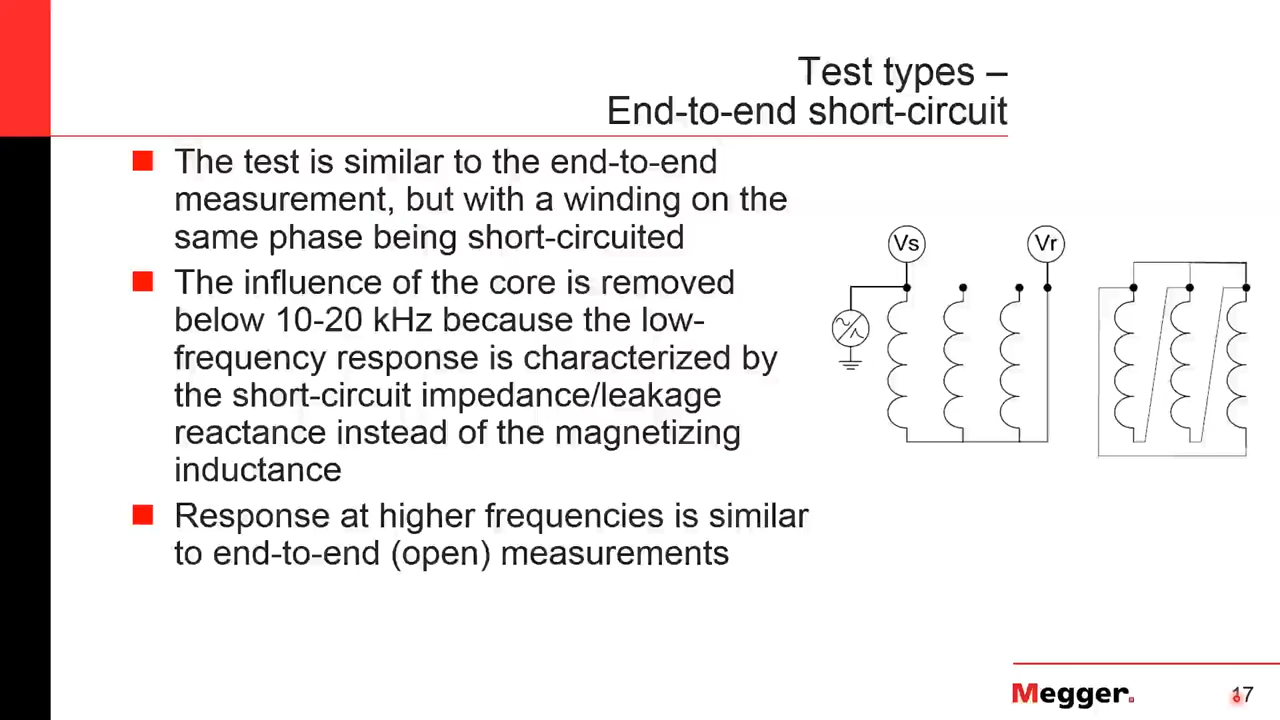 Test types –
End-to-end short-circuit
The test is similar to the end-to-end
measurement, but with a winding on the
same phase being short-circuited
The influence of the core is removed
below 10-20 kHz because the low-
frequency response is characterized by
the short-circuit impedance/leakage
reactance instead of the magnetizing
inductance
Response at higher frequencies is similar
to end-to-end (open) measurements
Vs
Vr
Megger.
17